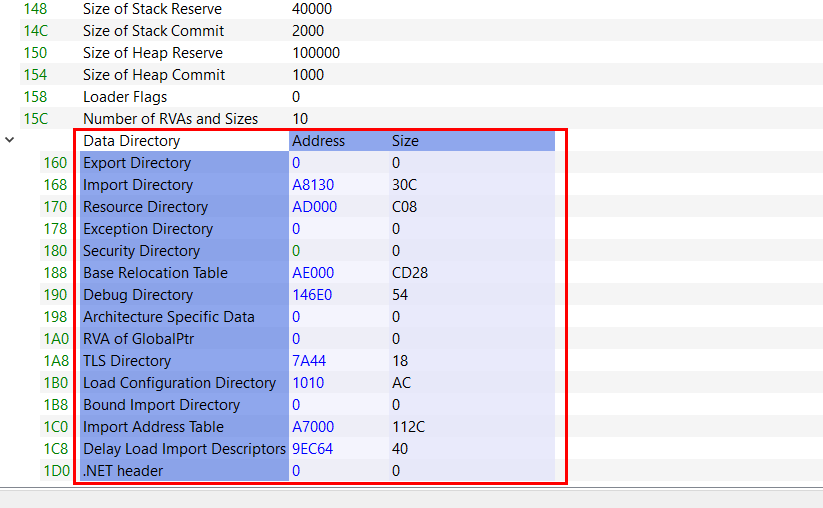 148 Size of Stack Reserve 40000
14C Size of Stack Commit 2000
150 Size of Heap Reserve 100000
154 Size of Heap Commit 1000
158 Loader Flags 0
15C Number of RVAs and Sizes 10
Data Directory Address Size
160 Export Directory 0 0
168 Import Directory A8130 30C
170 Resource Directory AD000 C08
178 Exception Directory 0 0
180 Security Directory 0 0
188 Base Relocation Table AE000 CD28
190 Debug Directory 146E0 54
198 Architecture Specific Data 0 0
1A0 RVA of GlobalPtr 0 0
1A8 TLS Directory 7A44 18
1B0 Load Configuration Directory 1010 AC
1B8 Bound Import Directory 0 0
1C0 Import Address Table A7000 112C
1C8 Delay Load Import Descriptors 9EC64 40
1D0 .NET header 0 0